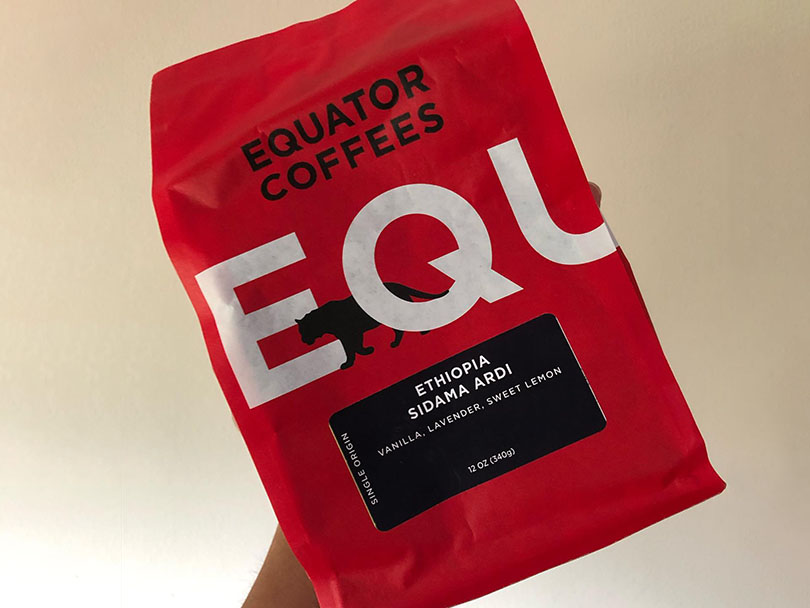 EQUATOR
COFFEES
EQU
ETHIOPIA
SIDAMA ARDI
VANILLA, LAVENDER, SWEET LEMON
12 OZ (340g)
SINGLE ORIGIN